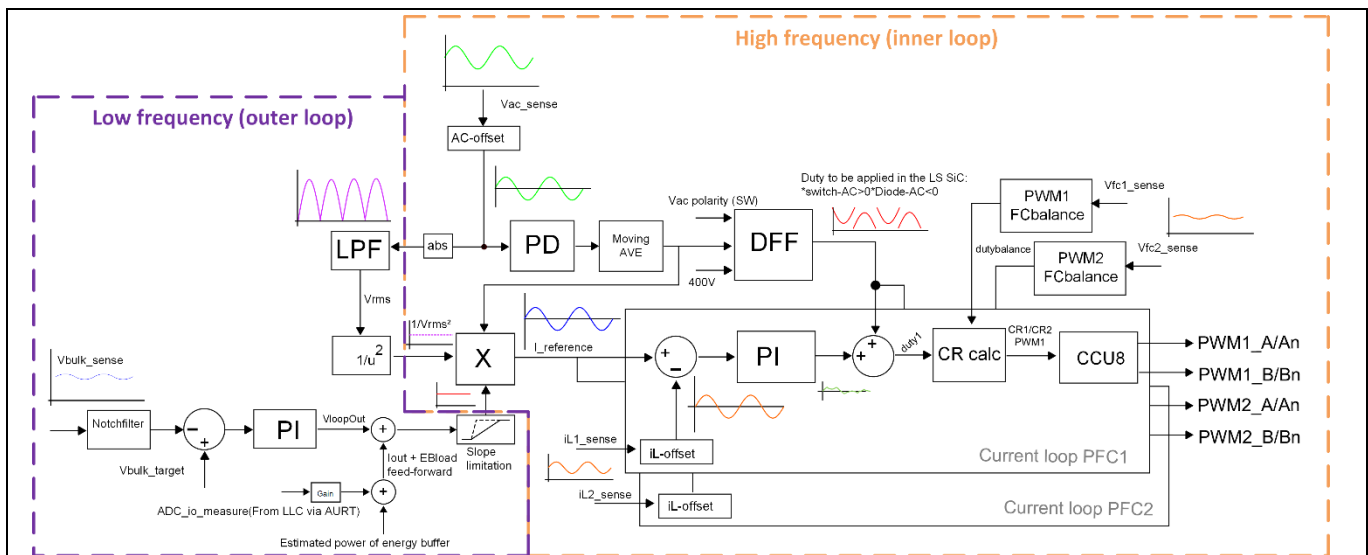 High frequency (inner loop)
Low frequency (outer loop)
Vac_sense
AC-offset
Duty to be applied in the LS SiC:
*switch-AC>0*Diode-AC<0
Vac polarity (SW)
PWM1
FCbalance
Vfc1_sense
LPF
abs
PD
Moving
AVE
DFF
dutybalance
PWM2
FCbalance
Vfc2_sense
400V
Vrms
1/Vrms²
1/u²
X
I_reference
+
−
PI
+
+
duty1
CR calc
CR1/CR2
PWM1
CCU8
PWM1_A/An
PWM1_B/Bn
PWM2_A/An
PWM2_B/Bn
Vbulk_sense
Notchfilter
−
+
PI
VloopOut
+
Slope
limitation
Vbulk_target
Iout + EBload
feed-forward
Gain
+
ADC_io_measure(From LLC via AURT)
Estimated power of energy buffer
iL1_sense
iL-offset
Current loop PFC1
iL2_sense
iL-offset
Current loop PFC2